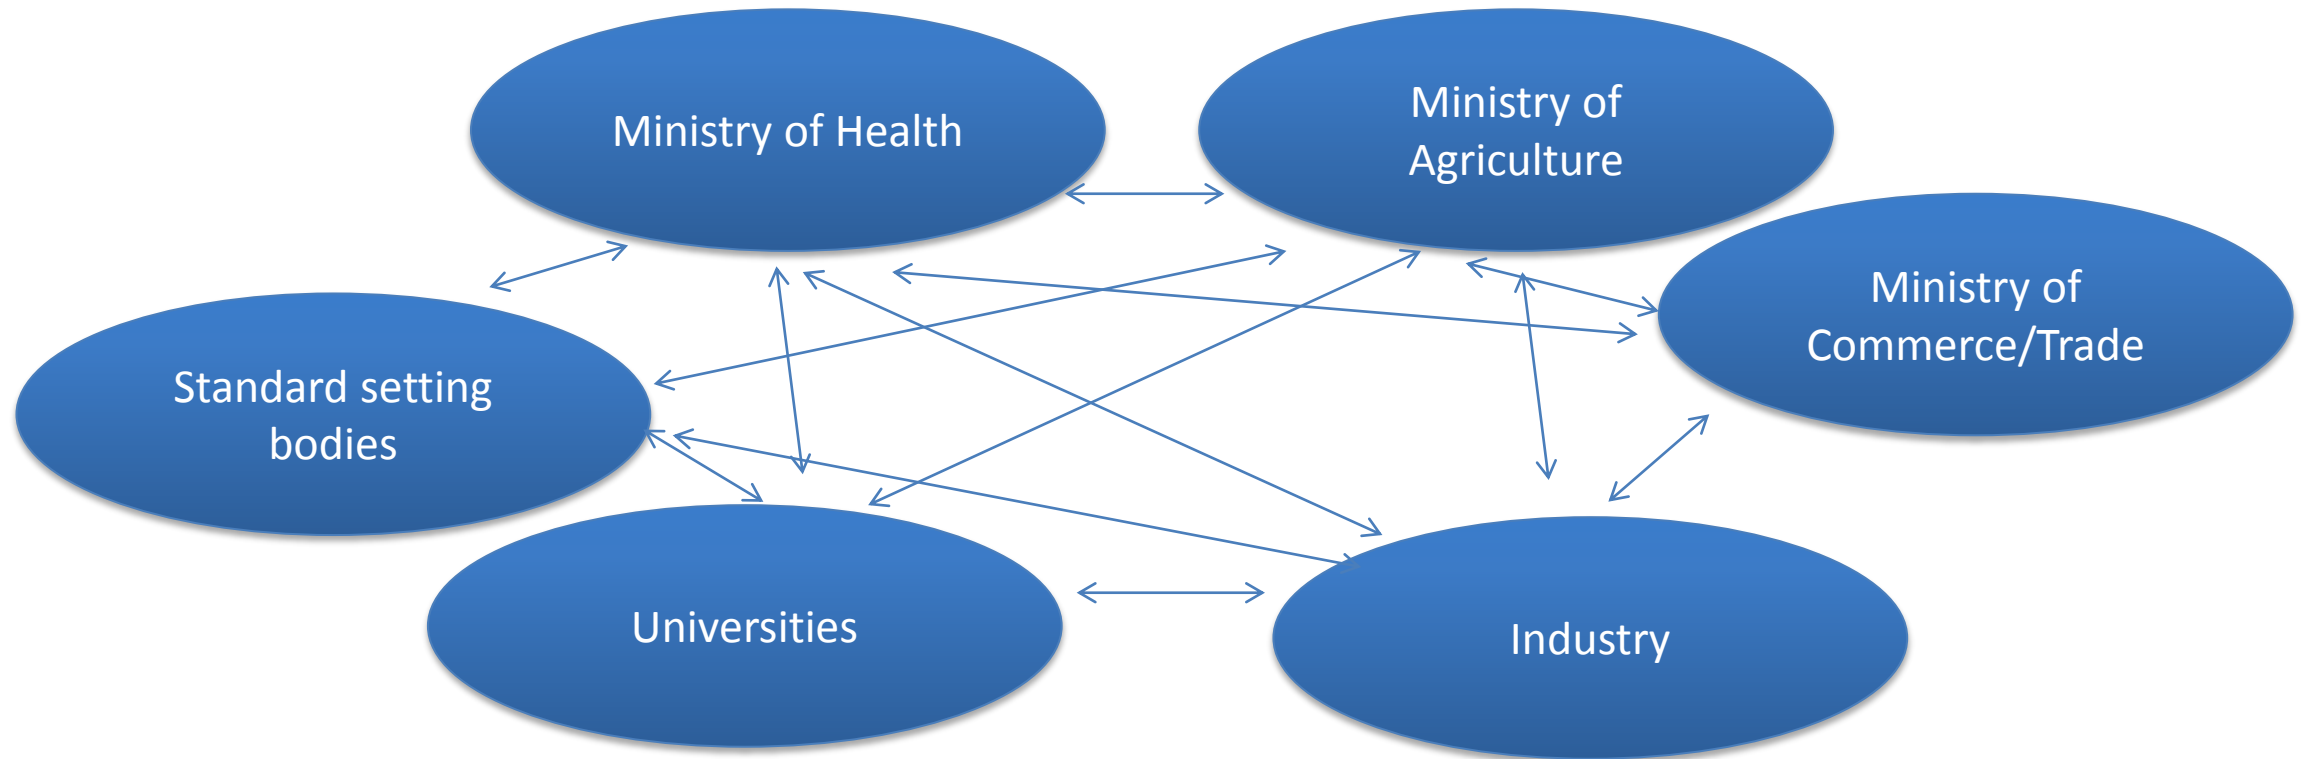 Ministry of Health
Ministry of
Agriculture
Ministry of
Commerce/Trade
Standard setting
bodies
Universities
Industry